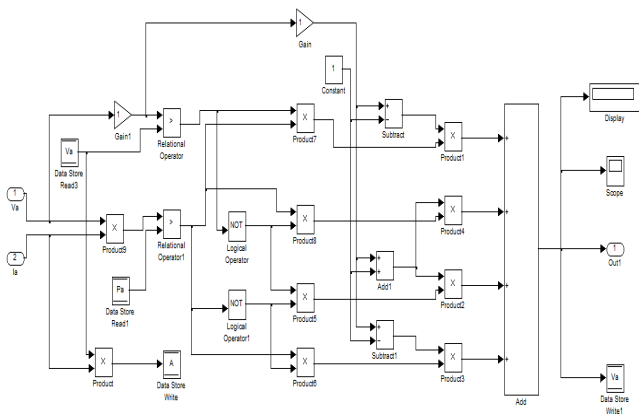 1
Gain
1
Constant
+
−
Subtract
1
Gain1
>
Relational
Operator
X
Product7
X
Product1
+
Display
Va
Data Store
Read3
Scope
1
Va
2
Ia
X
Product9
>
Relational
Operator1
NOT
Logical
Operator
X
Product8
X
Product4
+
+
+
Add1
1
Out1
Pa
Data Store
Read1
NOT
Logical
Operator1
X
Product5
X
Product2
+
+
−
Subtract1
X
Product
A
Data Store
Write
X
Product6
X
Product3
+
Add
Va
Data Store
Write1